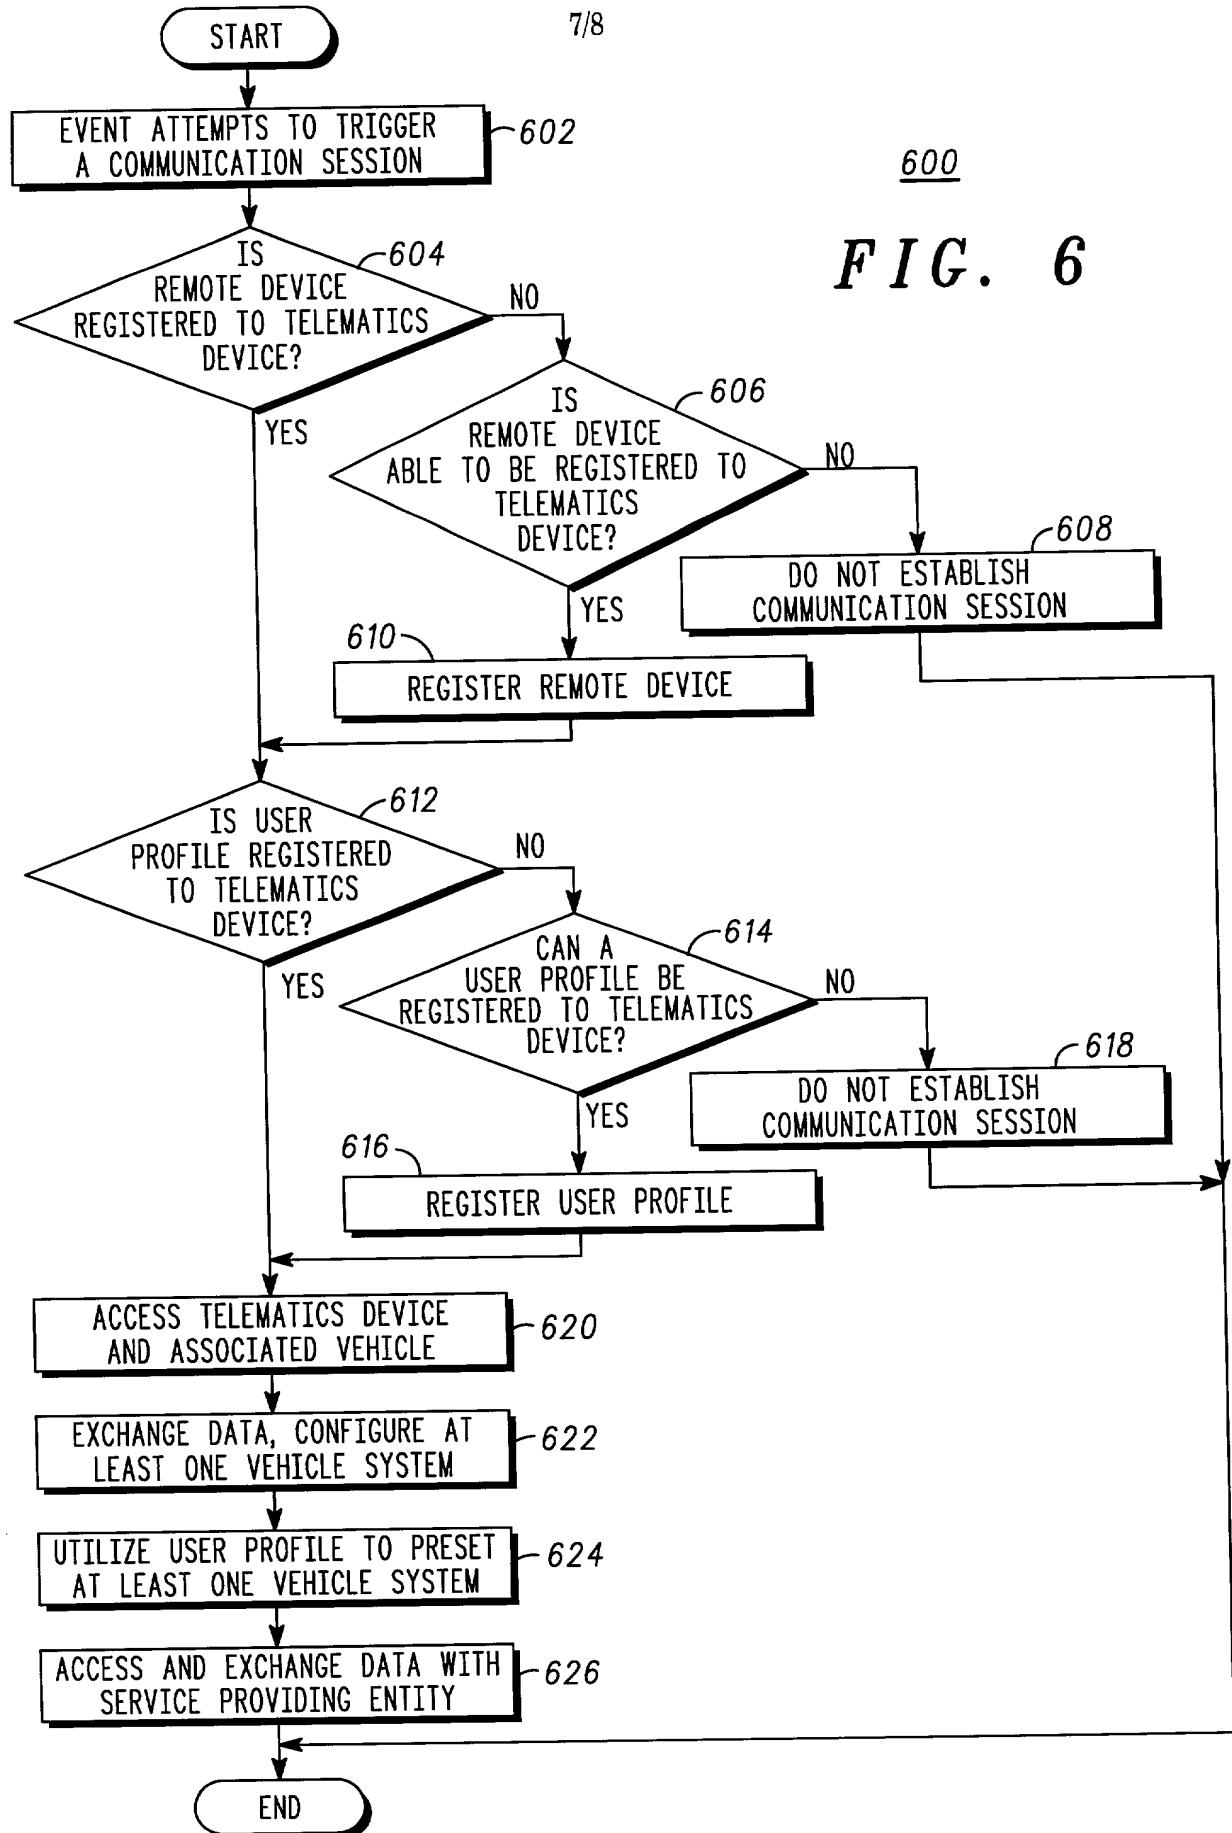 7/8
START
EVENT ATTEMPTS TO TRIGGER
A COMMUNICATION SESSION
602
600
FIG. 6
IS
REMOTE DEVICE
REGISTERED TO TELEMATICS
DEVICE?
604
NO
YES
IS
REMOTE DEVICE
ABLE TO BE REGISTERED TO
TELEMATICS
DEVICE?
606
NO
YES
DO NOT ESTABLISH
COMMUNICATION SESSION
608
610
REGISTER REMOTE DEVICE
IS USER
PROFILE REGISTERED
TO TELEMATICS
DEVICE?
612
NO
YES
CAN A
USER PROFILE BE
REGISTERED TO TELEMATICS
DEVICE?
614
NO
YES
DO NOT ESTABLISH
COMMUNICATION SESSION
618
616
REGISTER USER PROFILE
ACCESS TELEMATICS DEVICE
AND ASSOCIATED VEHICLE
620
EXCHANGE DATA, CONFIGURE AT
LEAST ONE VEHICLE SYSTEM
622
UTILIZE USER PROFILE TO PRESET
AT LEAST ONE VEHICLE SYSTEM
624
ACCESS AND EXCHANGE DATA WITH
SERVICE PROVIDING ENTITY
626
END